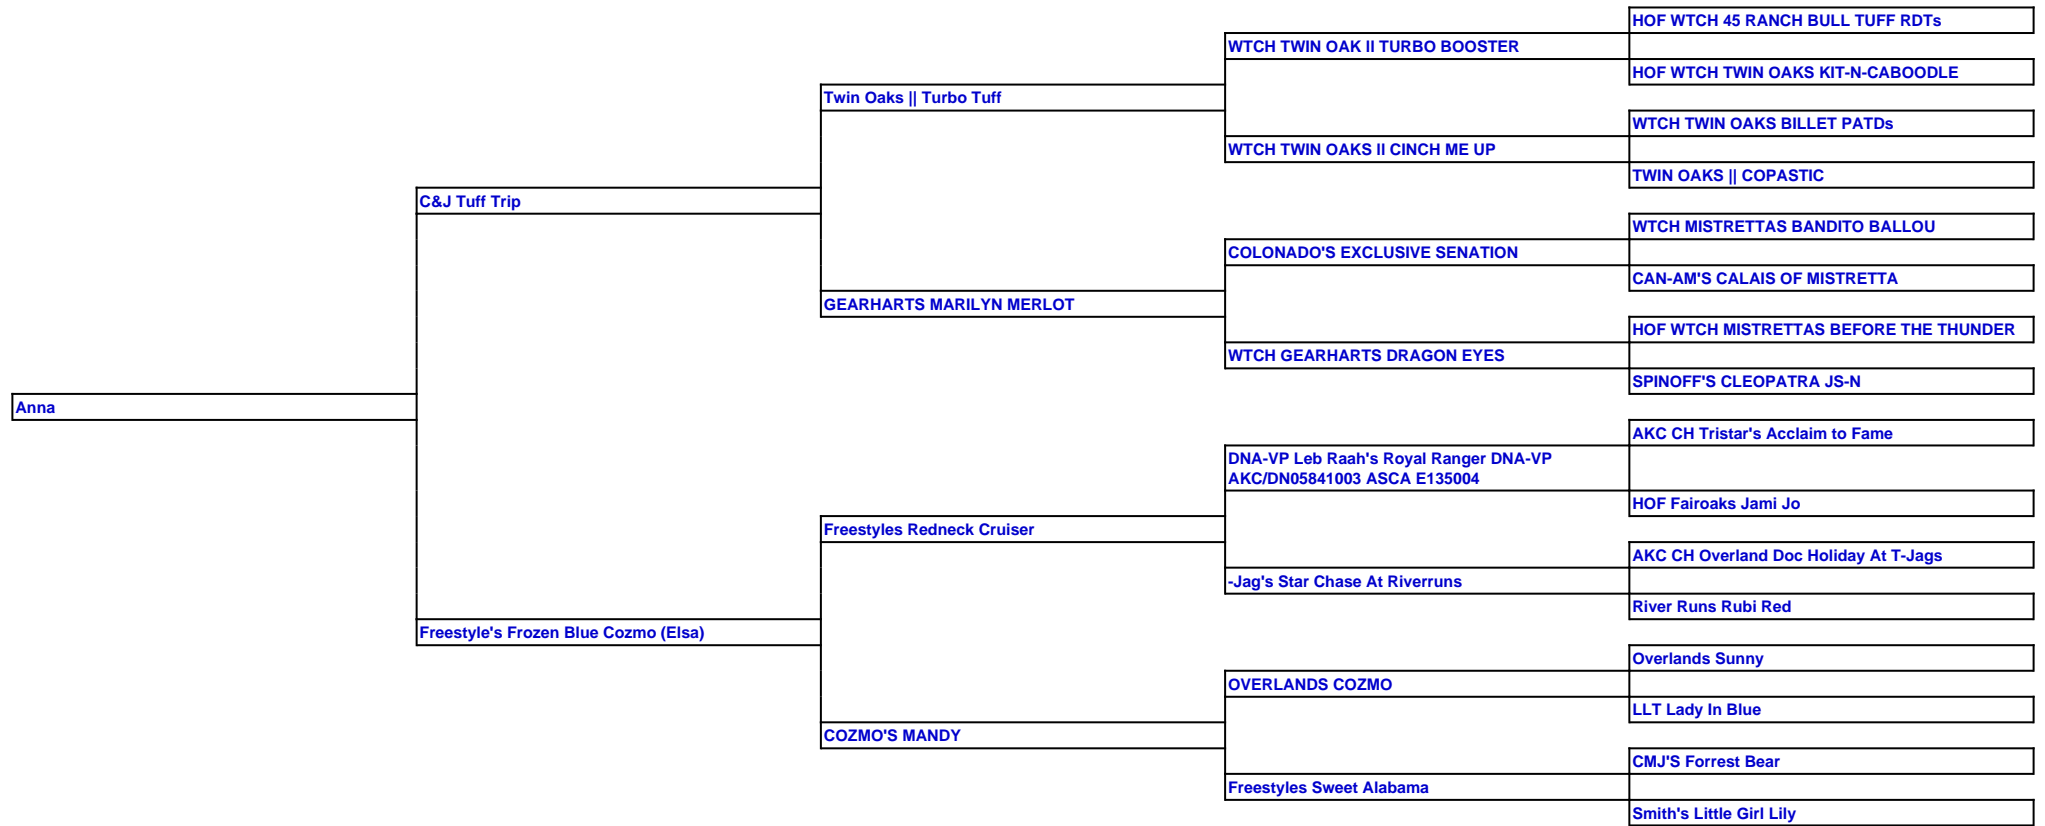 HOF WTCH 45 RANCH BULL TUFF RDTs
WTCH TWIN OAK II TURBO BOOSTER
HOF WTCH TWIN OAKS KIT-N-CABOODLE
Twin Oaks || Turbo Tuff
WTCH TWIN OAKS BILLET PATDs
WTCH TWIN OAKS II CINCH ME UP
TWIN OAKS || COPASTIC
C&J Tuff Trip
WTCH MISTRETTAS BANDITO BALLOU
COLONADO'S EXCLUSIVE SENATION
CAN-AM'S CALAIS OF MISTRETTA
GEARHARTS MARILYN MERLOT
HOF WTCH MISTRETTAS BEFORE THE THUNDER
WTCH GEARHARTS DRAGON EYES
SPINOFF'S CLEOPATRA JS-N
Anna
AKC CH Tristar's Acclaim to Fame
DNA-VP Leb Raah's Royal Ranger DNA-VP
AKC/DN05841003 ASCA E135004
HOF Fairoaks Jami Jo
Freestyles Redneck Cruiser
AKC CH Overland Doc Holiday At T-Jags
-Jag's Star Chase At Riverruns
River Runs Rubi Red
Freestyle's Frozen Blue Cozmo (Elsa)
Overlands Sunny
OVERLANDS COZMO
LLT Lady In Blue
COZMO'S MANDY
CMJ'S Forrest Bear
Freestyles Sweet Alabama
Smith's Little Girl Lily